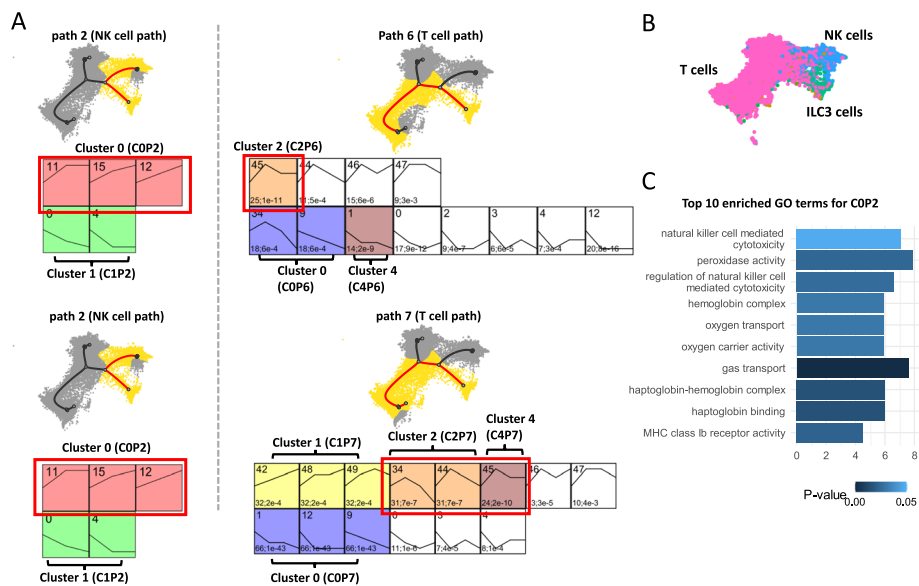 A
path 2 (NK cell path)
Cluster 0 (C0P2)
11 15 12
0 4
Cluster 1 (C1P2)
path 2 (NK cell path)
Cluster 0 (C0P2)
11 15 12
0 4
Cluster 1 (C1P2)
Path 6 (T cell path)
Cluster 2 (C2P6)
45 44 46 47
25;1e-11 11;5e-4 15;6e-6 9;3e-3
34 9 1 0 2 3 4 12
18;6e-4 18;6e-4 14;2e-9 17;9e-12 9;4e-7 6;6e-5 7;3e-4 20;8e-16
Cluster 0
(C0P6)
Cluster 4
(C4P6)
path 7 (T cell path)
Cluster 1 (C1P7)
Cluster 2 (C2P7)
Cluster 4
(C4P7)
42 48 49 34 44 45 36 47
32;2e-4 32;2e-4 32;2e-4 31;7e-7 31;7e-7 24;2e-10 13;3e-5 10;4e-3
1 12 9 0 3 4
66;1e-43 66;1e-43 66;1e-43 11;1e-6 7;4e-5 8;1e-4
Cluster 0 (C0P7)
B
NK cells
T cells
ILC3 cells
C
Top 10 enriched GO terms for C0P2
natural killer cell mediated
cytotoxicity
peroxidase activity
regulation of natural killer
cell mediated cytotoxicity
hemoglobin complex
oxygen transport
oxygen carrier activity
gas transport
haptoglobin-hemoglobin complex
haptoglobin binding
MHC class Ib receptor activity
0 2 4 6 8
P-value
0.00 0.05